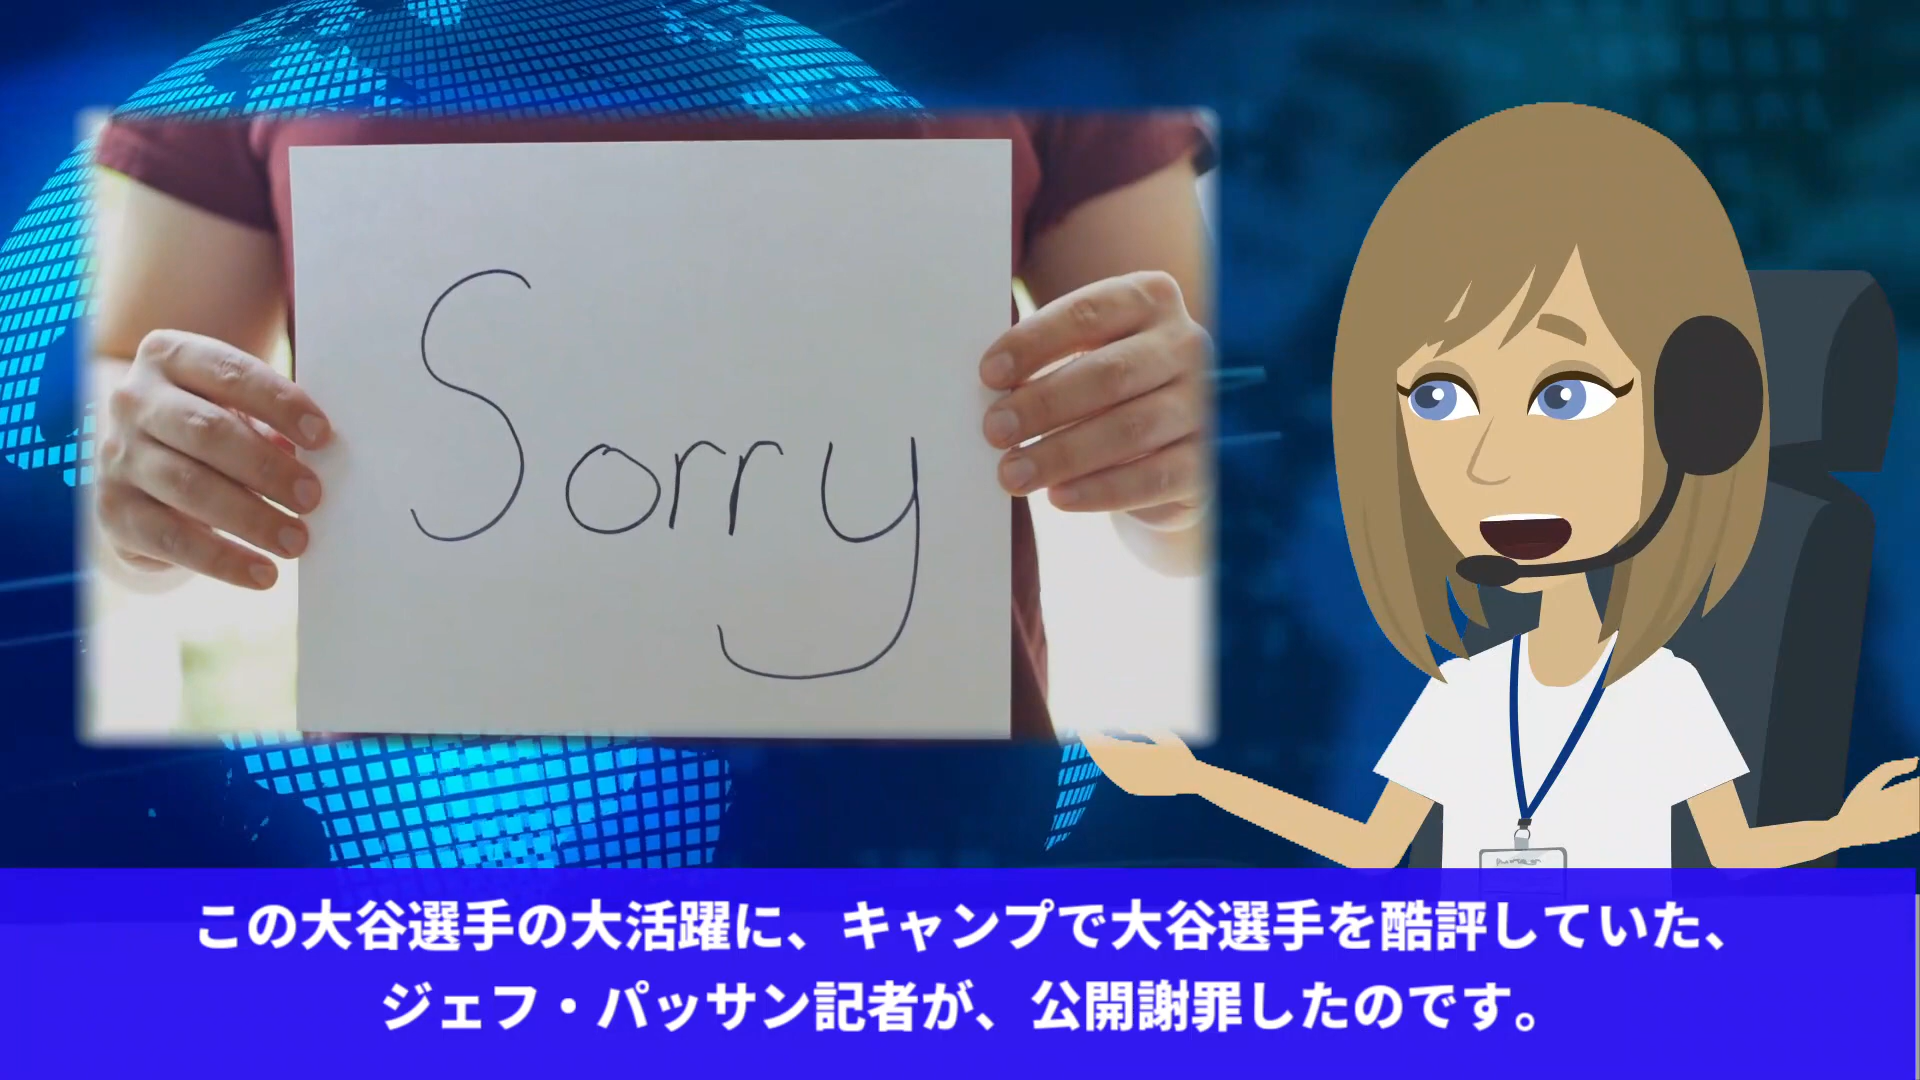 Sorry
この大谷選手の大活躍に、キャンプで大谷選手を酷評していた、
ジェフ・パッサン記者が、公開謝罪したのです。